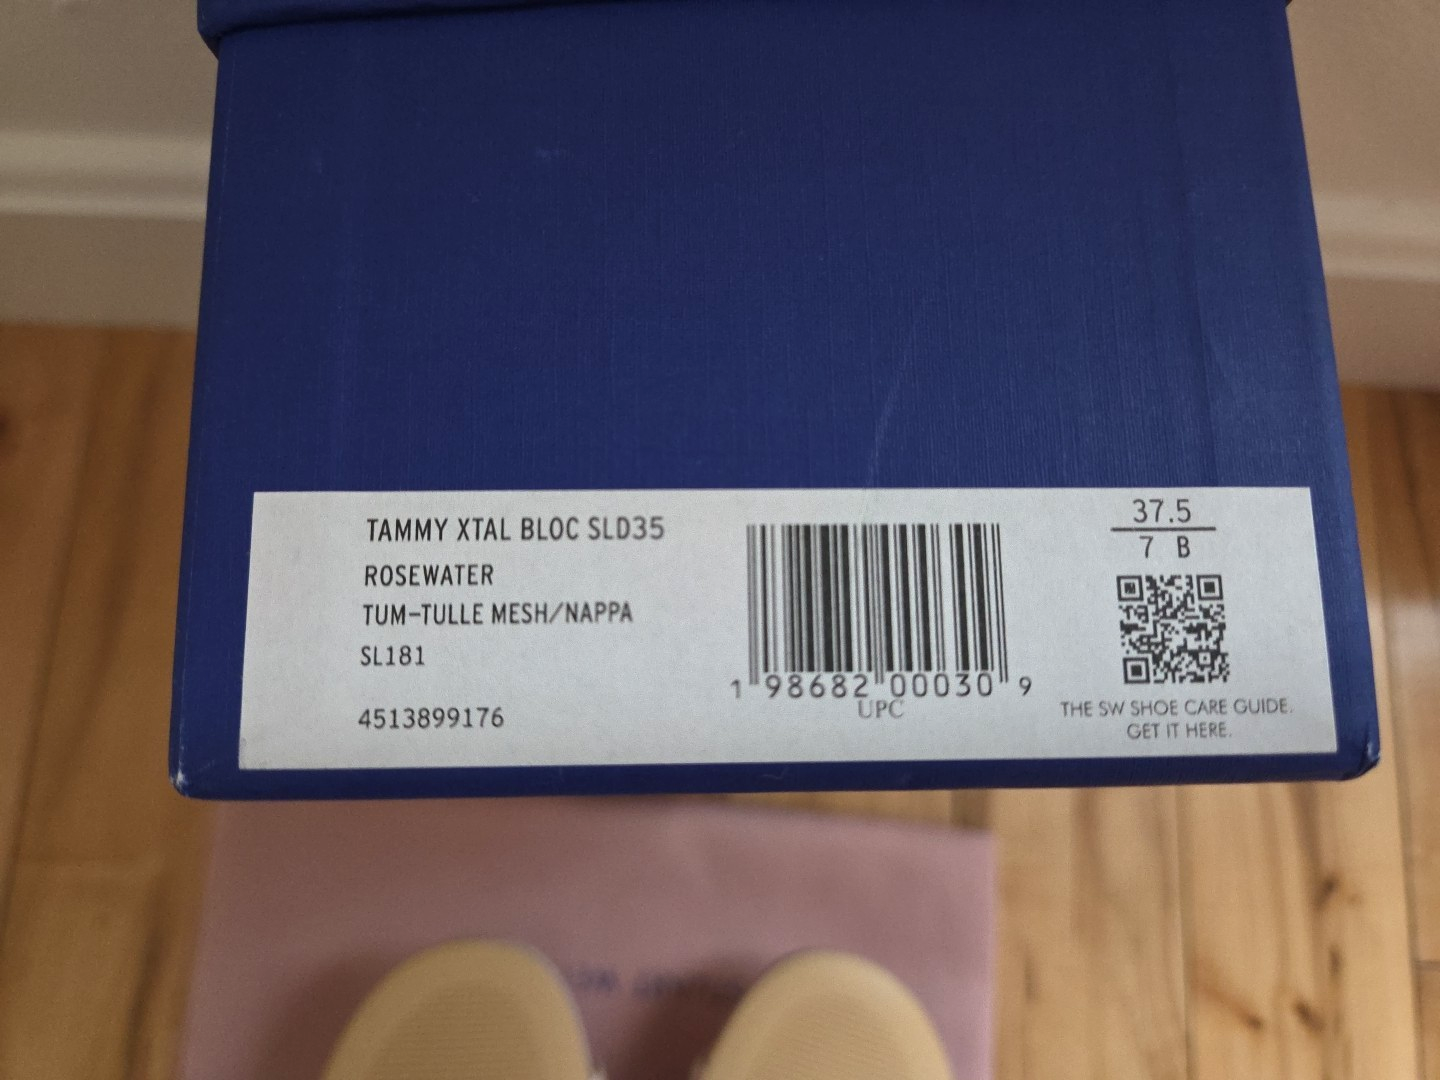 TAMMY XTAL BLOC SLD35
ROSEWATER
TUM-TULLE MESH/NAPPA
SL181
4513899176
1 98682 00030 9
UPC
37.5
7 B
THE SW SHOE CARE GUIDE.
GET IT HERE.